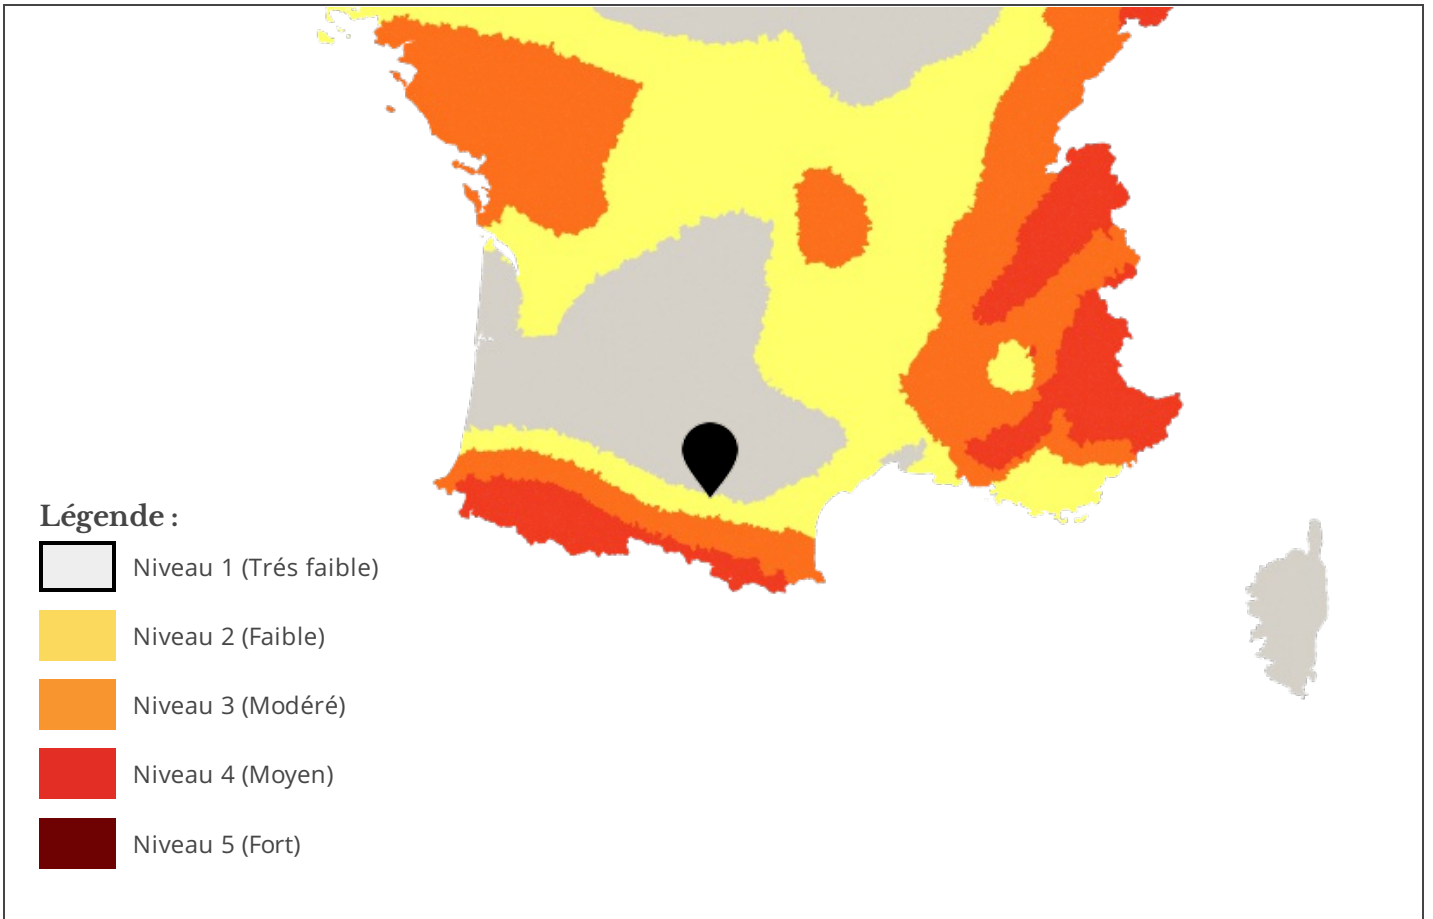 Légende :
Niveau 1 (Trés faible)
Niveau 2 (Faible)
Niveau 3 (Modéré)
Niveau 4 (Moyen)
Niveau 5 (Fort)